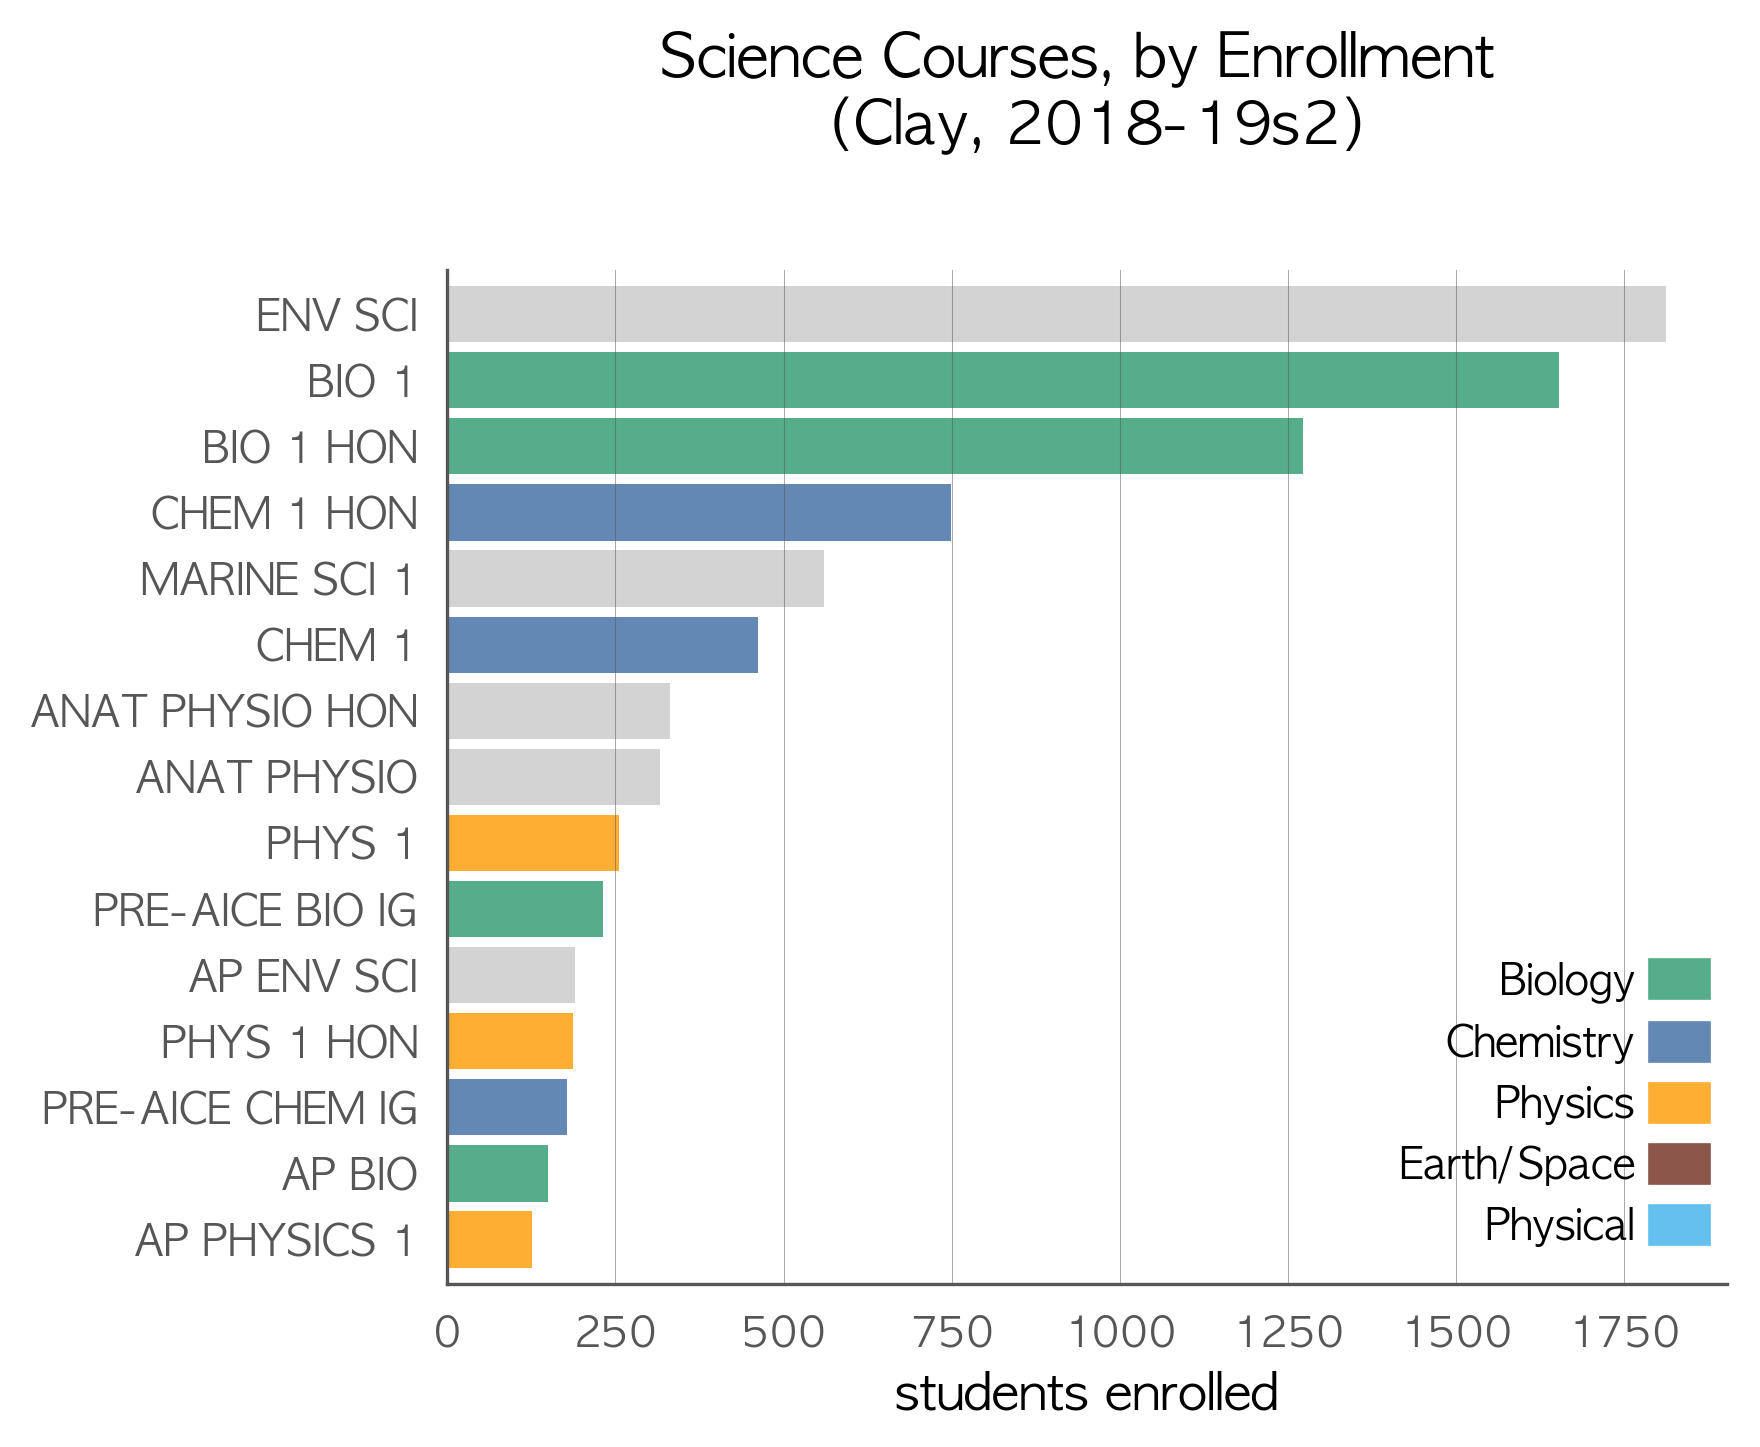 Science Courses, by Enrollment
(Clay, 2018-19s2)
ENV SCI
BIO 1
BIO 1 HON
CHEM 1 HON
MARINE SCI 1
CHEM 1
ANAT PHYSIO HON
ANAT PHYSIO
PHYS 1
PRE-AICE BIO IG
AP ENV SCI
PHYS 1 HON
PRE-AICE CHEM IG
AP BIO
AP PHYSICS 1
Biology
Chemistry
Physics
Earth/Space
Physical
0 250 500 750 1000 1250 1500 1750
students enrolled